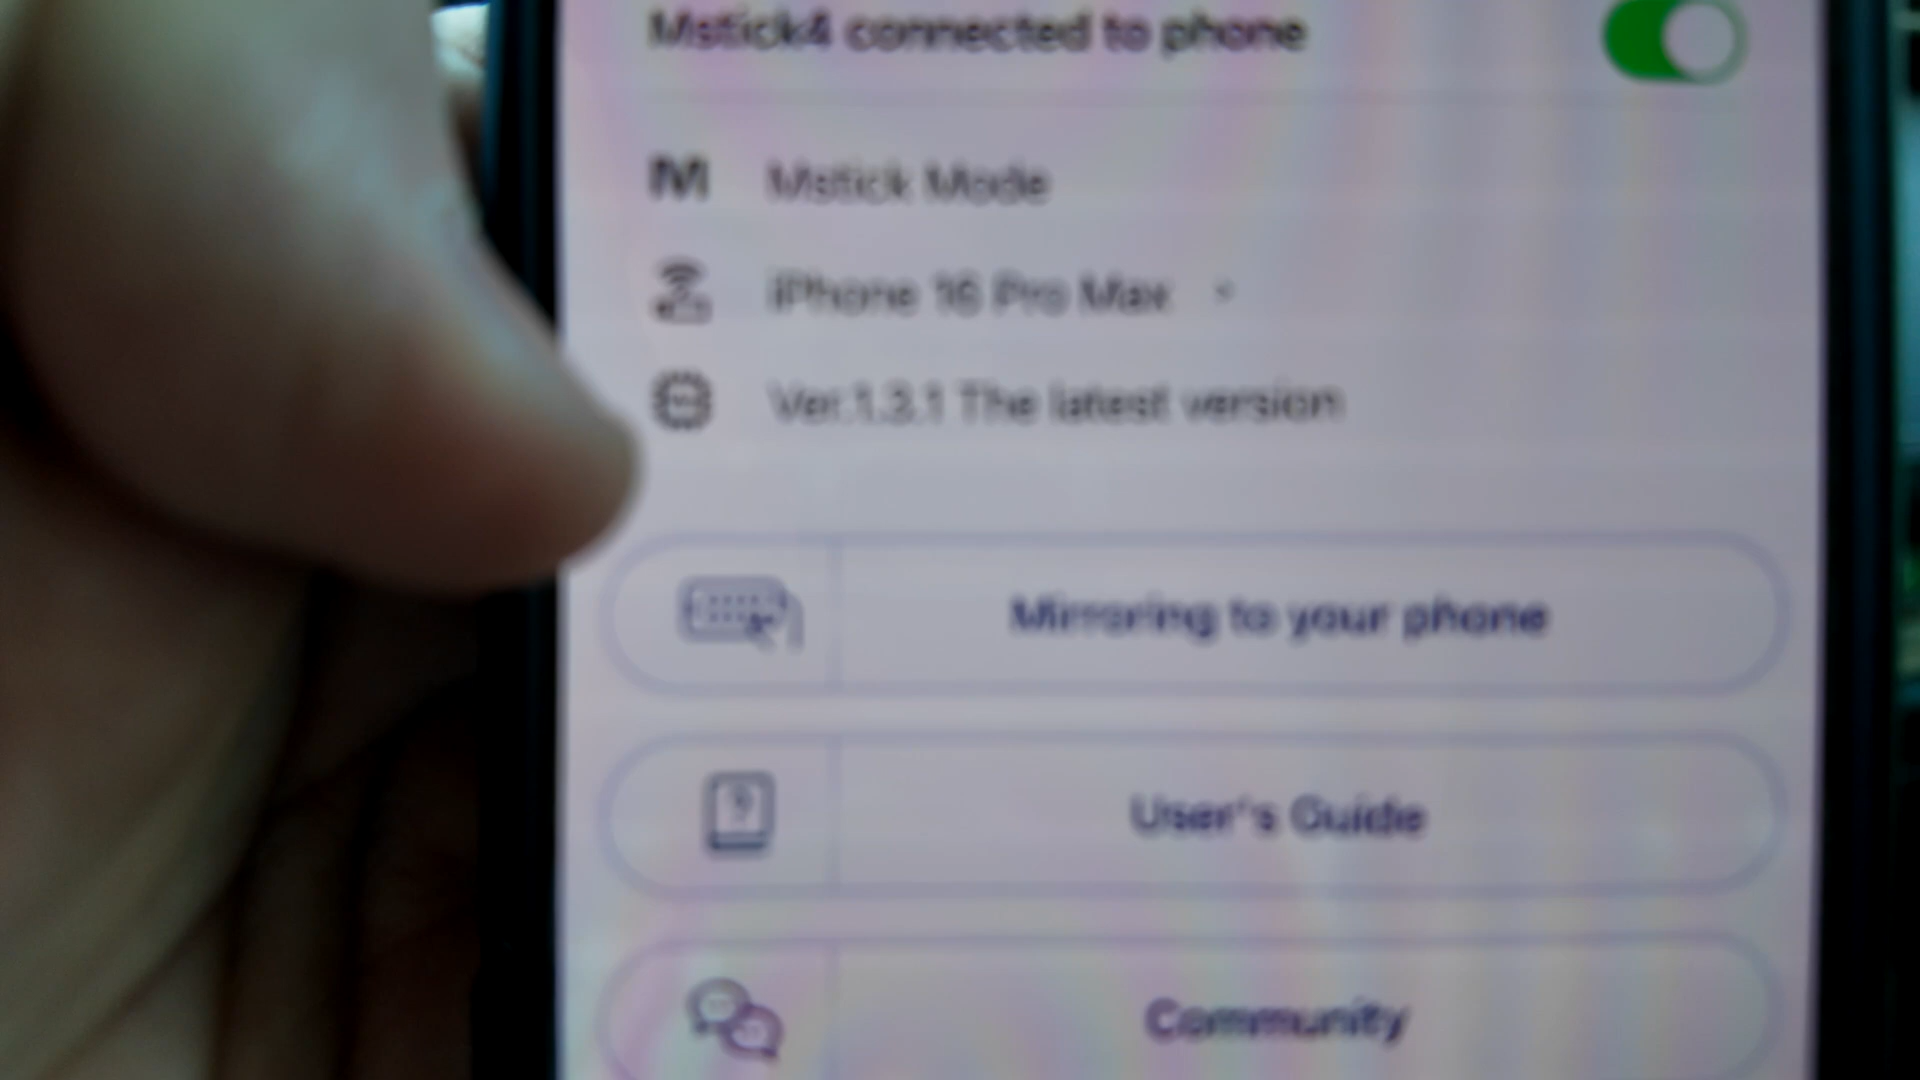 Mstick4 connected to phone
M Mstick Mode
iPhone 16 Pro Max >
Ver.1.3.1 The latest version
Mirroring to your phone
?
User's Guide
Community